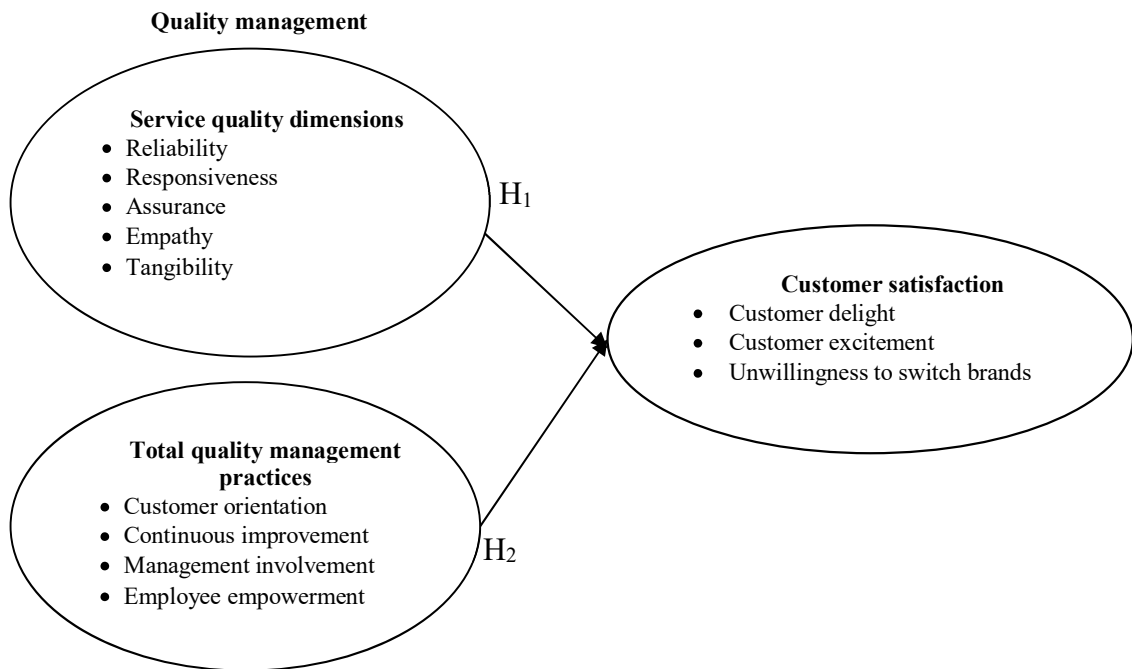 Quality management
Service quality dimensions
• Reliability
• Responsiveness
• Assurance
• Empathy
• Tangibility
H₁
Customer satisfaction
• Customer delight
• Customer excitement
• Unwillingness to switch brands
Total quality management
practices
• Customer orientation
• Continuous improvement
• Management involvement
• Employee empowerment
H₂